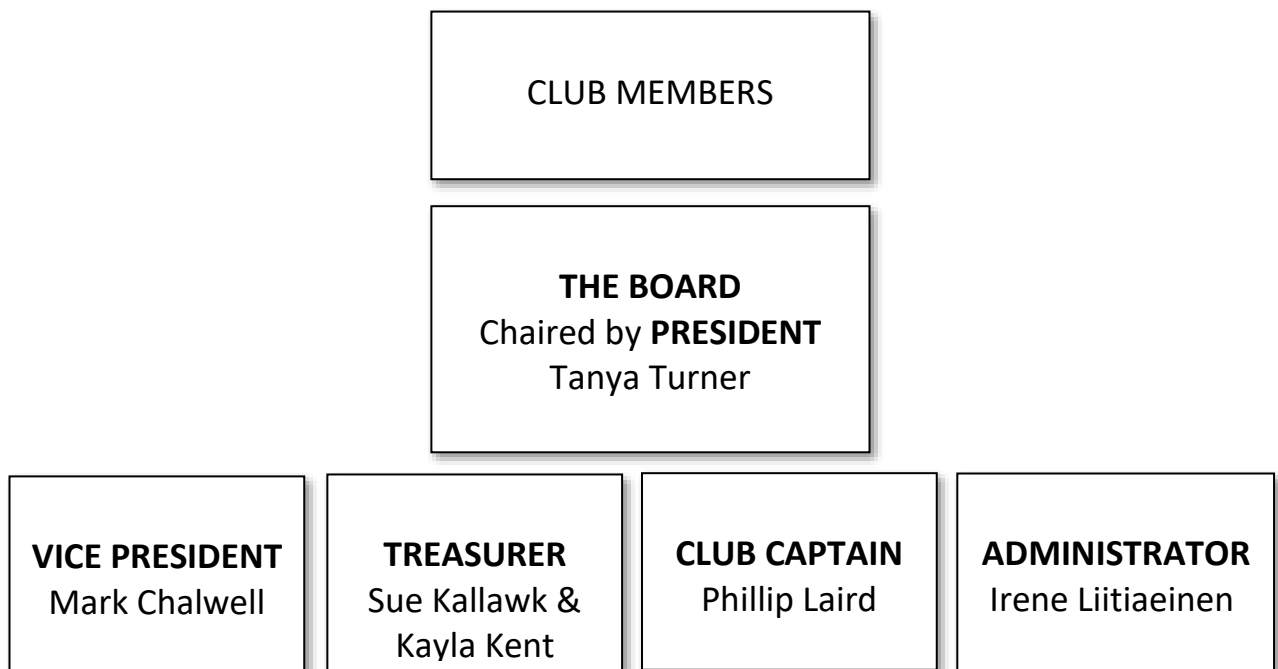 CLUB MEMBERS
THE BOARD
Chaired by PRESIDENT
Tanya Turner
VICE PRESIDENT
Mark Chalwell
TREASURER
Sue Kallawk &
Kayla Kent
CLUB CAPTAIN
Phillip Laird
ADMINISTRATOR
Irene Liitiaeinen